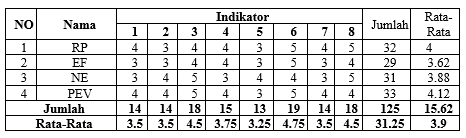 NO Nama Indikator Jumlah Rata-Rata
1 2 3 4 5 6 7 8
1 RP 4 3 4 4 3 5 4 5 32 4
2 EF 3 3 4 4 3 5 3 4 29 3.62
3 NE 3 4 5 3 4 4 3 5 31 3.88
4 PEV 4 4 5 4 3 5 4 4 33 4.12
Jumlah 14 14 18 15 13 19 14 18 125 15.62
Rata-Rata 3.5 3.5 4.5 3.75 3.25 4.75 3.5 4.5 31.25 3.9